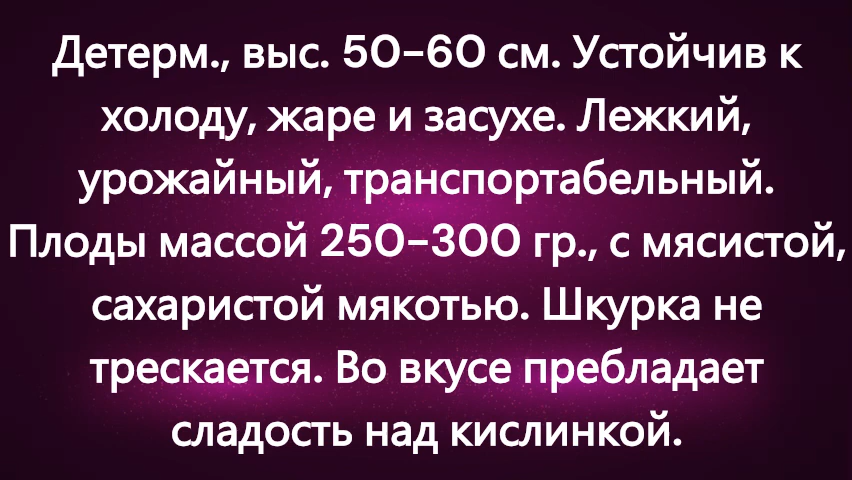 Детерм., выс. 50-60 см. Устойчив к
холоду, жаре и засухе. Лежкий,
урожайный, транспортабельный.
Плоды массой 250-300 гр., с мясистой,
сахаристой мякотью. Шкурка не
трескается. Во вкусе пребладает
сладость над кислинкой.